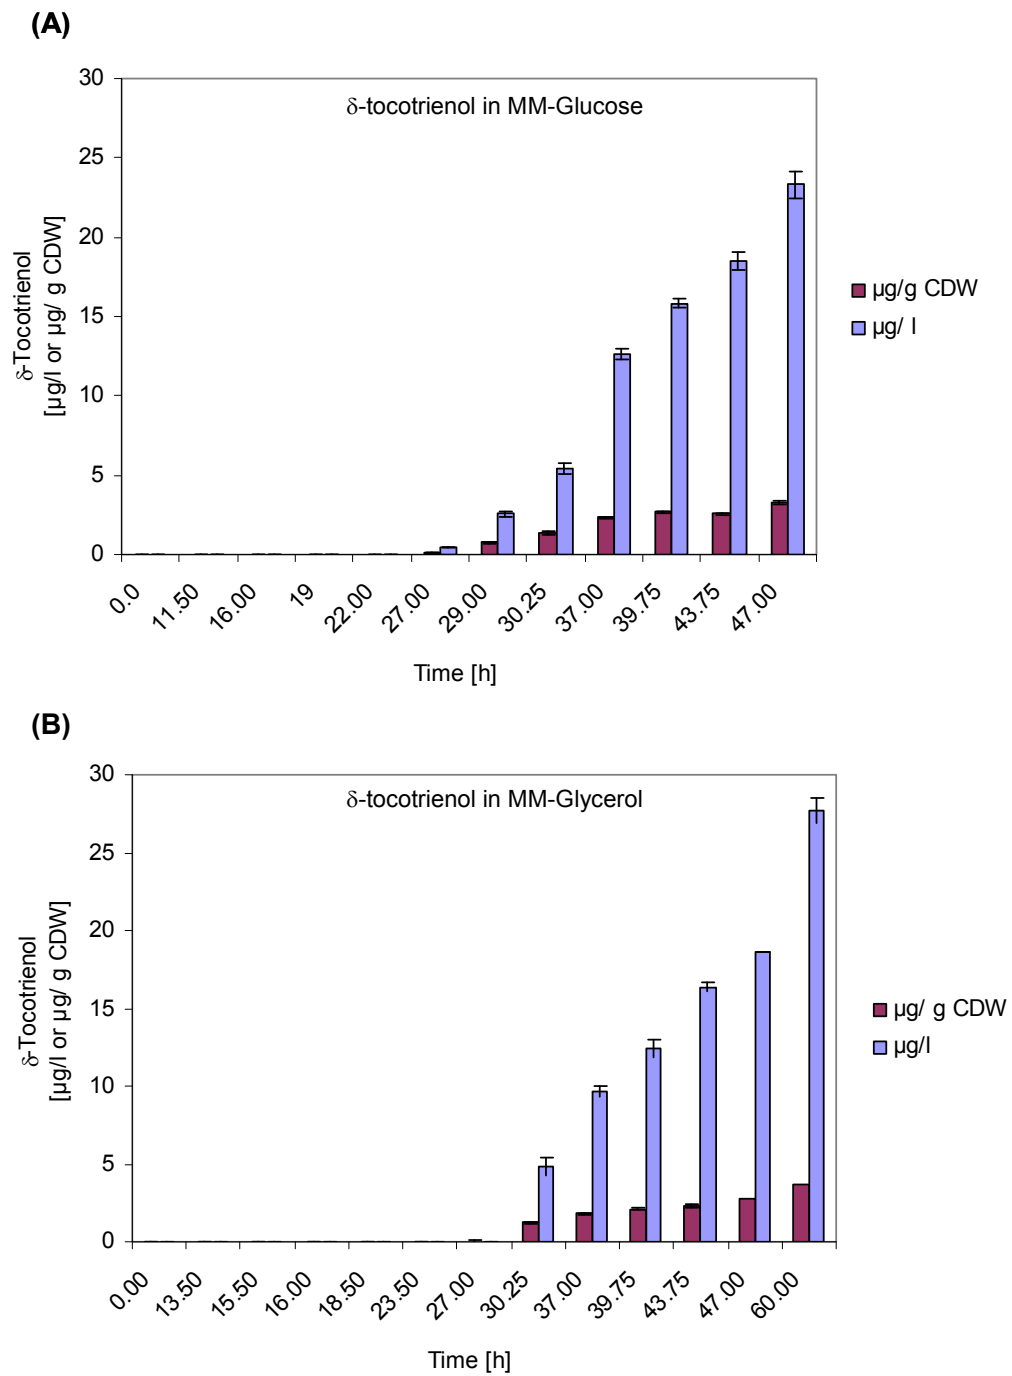 (A)
δ-tocotrienol in MM-Glucose
30
25
20
15
10
5
0
δ-Tocotrienol
[µg/l or µg/ g CDW]
µg/g CDW
µg/ l
0.0 11.50 16.00 19 22.00 27.00 29.00 30.25 37.00 39.75 43.75 47.00
Time [h]
(B)
δ-tocotrienol in MM-Glycerol
30
25
20
15
10
5
0
δ-Tocotrienol
[µg/l or µg/ g CDW]
µg/ g CDW
µg/l
0.00 13.50 15.50 16.00 18.50 23.50 27.00 30.25 37.00 39.75 43.75 47.00 60.00
Time [h]